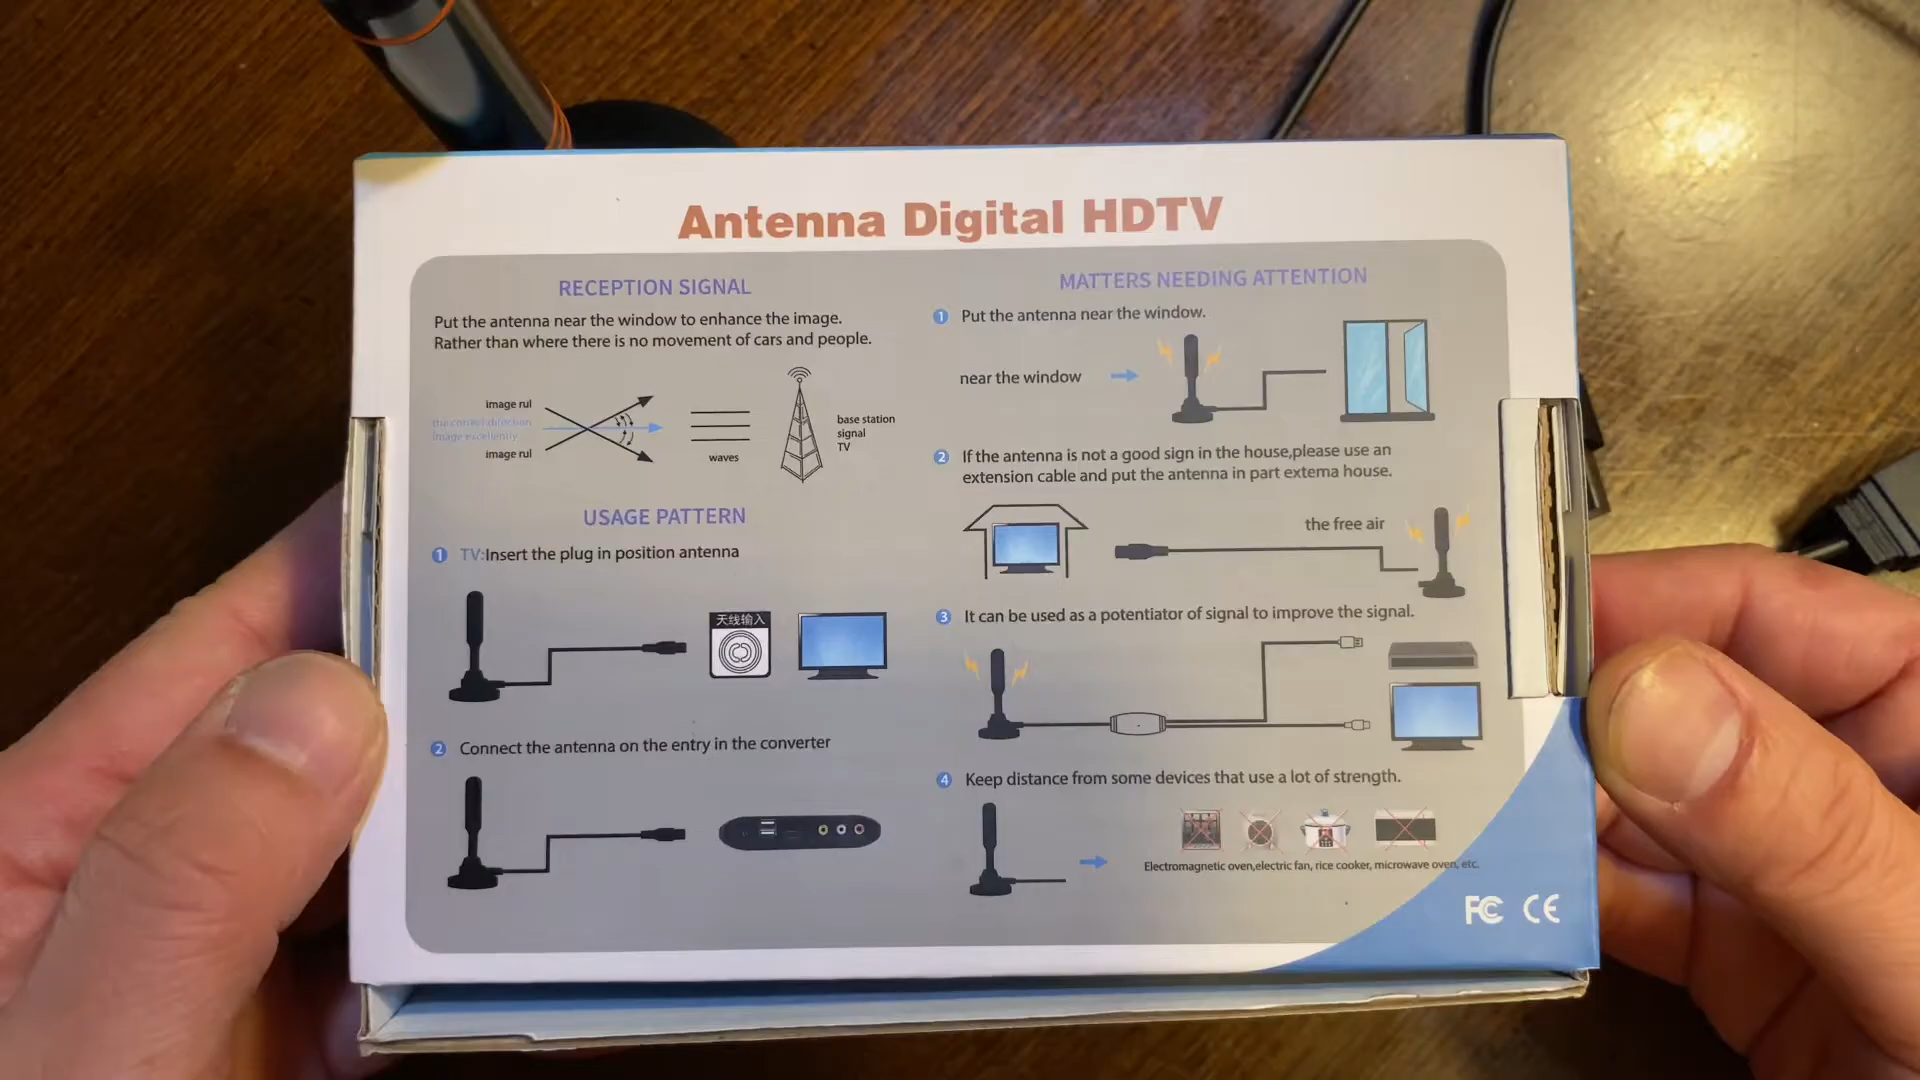 Antenna Digital HDTV
RECEPTION SIGNAL
Put the antenna near the window to enhance the image.
Rather than where there is no movement of cars and people.
image rul
the correct direction
image excellently
image rul
waves
base station
signal
TV
USAGE PATTERN
1 TV:Insert the plug in position antenna
天线输入
2 Connect the antenna on the entry in the converter
MATTERS NEEDING ATTENTION
1 Put the antenna near the window.
near the window
2 If the antenna is not a good sign in the house,please use an
extension cable and put the antenna in part extema house.
the free air
3 It can be used as a potentiator of signal to improve the signal.
4 Keep distance from some devices that use a lot of strength.
Electromagnetic oven,electric fan, rice cooker, microwave oven, etc.
FC CE